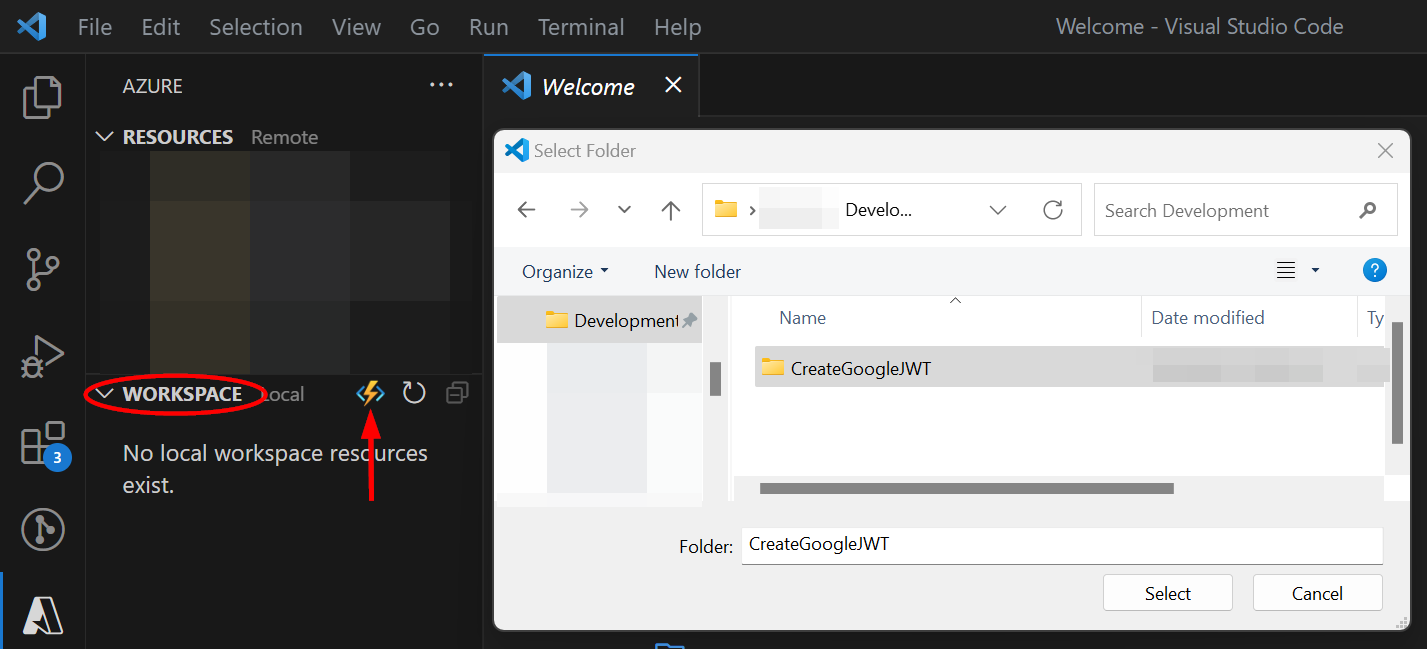 File Edit Selection View Go Run Terminal Help Welcome - Visual Studio Code
AZURE ...
Welcome
RESOURCES Remote
Select Folder
Develo... Search Development
Organize New folder ?
Development
Name Date modified Ty
CreateGoogleJWT
WORKSPACE Local
No local workspace resources
exist.
3
Folder: CreateGoogleJWT
Select Cancel